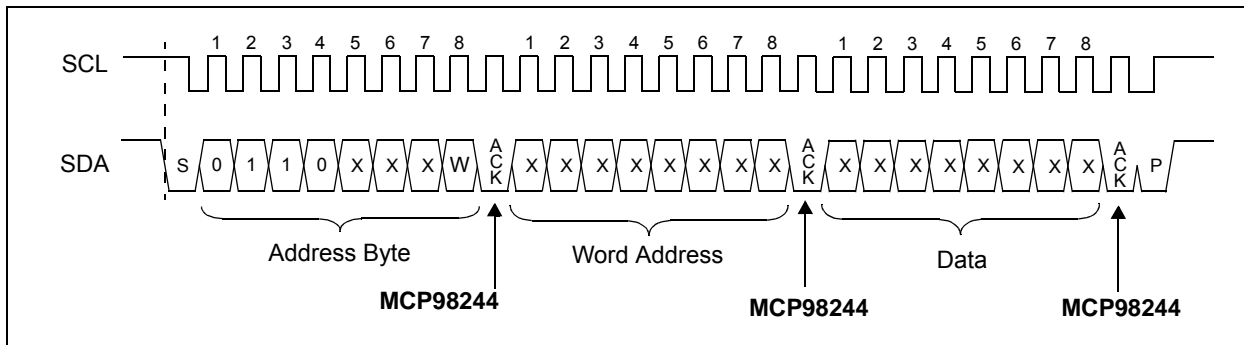 1 2 3 4 5 6 7 8 1 2 3 4 5 6 7 8 1 2 3 4 5 6 7 8
SCL
SDA S 0 1 1 0 X X X W ACK X X X X X X X X ACK X X X X X X X X ACK P
Address Byte Word Address Data
MCP98244 MCP98244 MCP98244